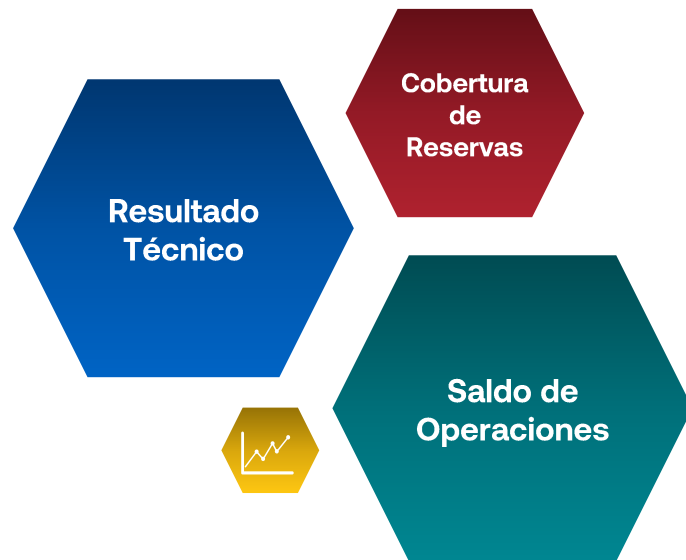 Cobertura
de
Reservas
Resultado
Técnico
Saldo de
Operaciones